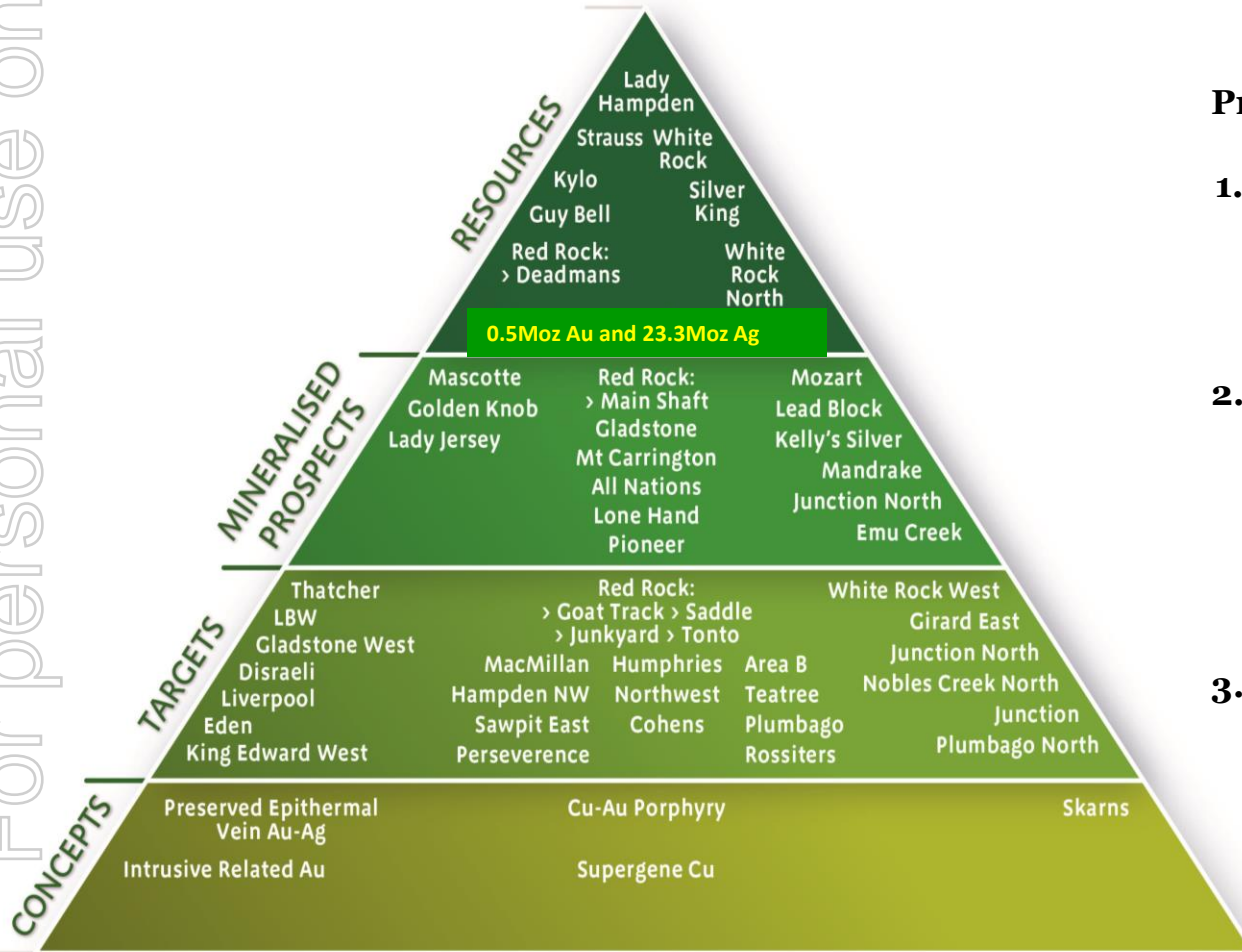 For personal use on
RESOURCES
Lady
Hampden
Strauss White
Rock
Kylo
Silver
King
Guy Bell
Red Rock:
› Deadmans
White
Rock
North
0.5Moz Au and 23.3Moz Ag
MINERALISED
PROSPECTS
Mascotte
Golden Knob
Lady Jersey
Red Rock:
› Main Shaft
Gladstone
Mt Carrington
All Nations
Lone Hand
Pioneer
Mozart
Lead Block
Kelly's Silver
Mandrake
Junction North
Emu Creek
TARGETS
Thatcher
LBW
Gladstone West
Disraeli
Liverpool
Eden
King Edward West
Red Rock:
› Goat Track › Saddle
› Junkyard › Tonto
MacMillan
Hampden NW
Sawpit East
Perseverence
Humphries
Northwest
Cohens
Area B
Teatree
Plumbago
Rossiters
White Rock West
Girard East
Junction North
Nobles Creek North
Junction
Plumbago North
CONCEPTS
Preserved Epithermal
Vein Au-Ag
Intrusive Related Au
Cu-Au Porphyry
Supergene Cu
Skarns
1.
2.
3.